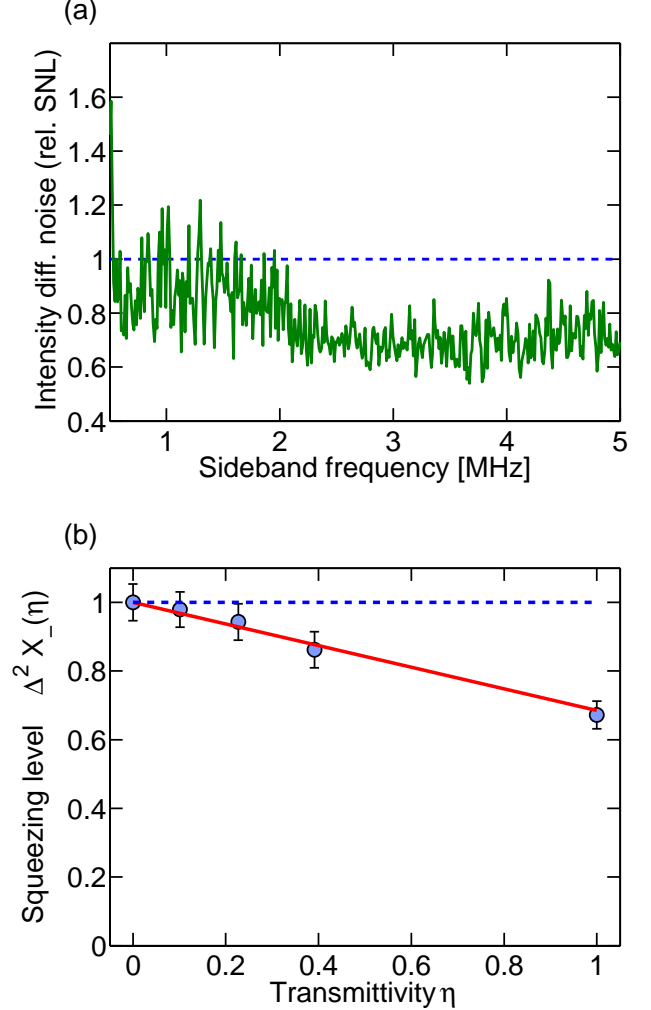 (a)
Intensity diff. noise (rel. SNL)
1.6
1.4
1.2
1
0.8
0.6
0.4
1 2 3 4 5
Sideband frequency [MHz]
(b)
Squeezing level Δ² X_(η)
1
0.8
0.6
0.4
0.2
0
0 0.2 0.4 0.6 0.8 1
Transmittivity η